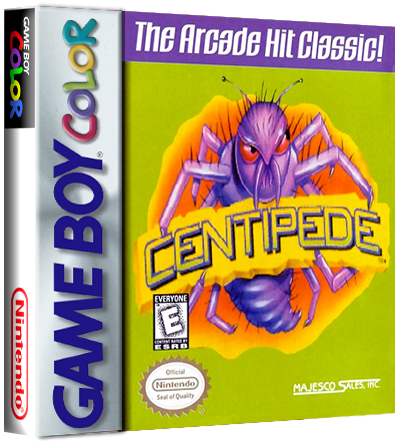 GAME BOY
COLOR
Nintendo
GAME BOY COLOR
The Arcade Hit Classic!
CENTIPEDE
TM
EVERYONE
E
CONTENT RATED BY
ESRB
Official
Nintendo
Seal of Quality
MAJESCO SALES, INC.